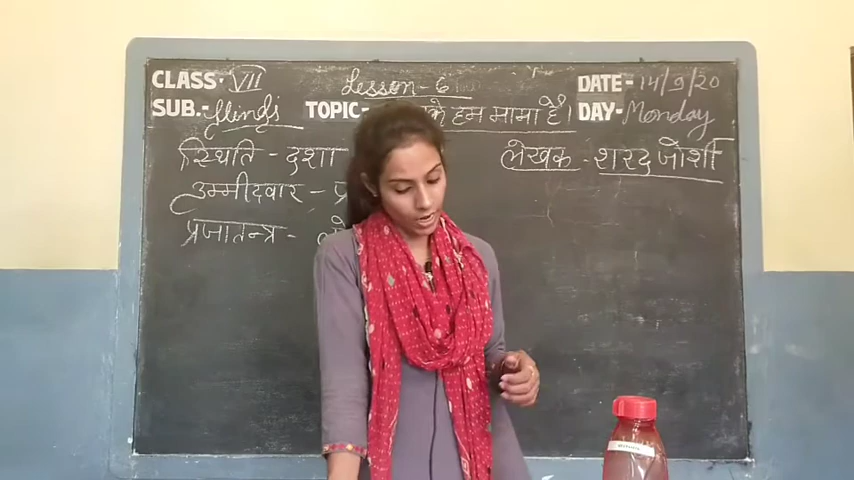 CLASS- VII Lesson-6 DATE- 14/9/20
SUB.- Hindi TOPIC- के हम मामा हैं। DAY- Monday
स्थिति - दशा लेखक - शरद जोशी
उम्मीदवार -
प्रजातन्त्र -